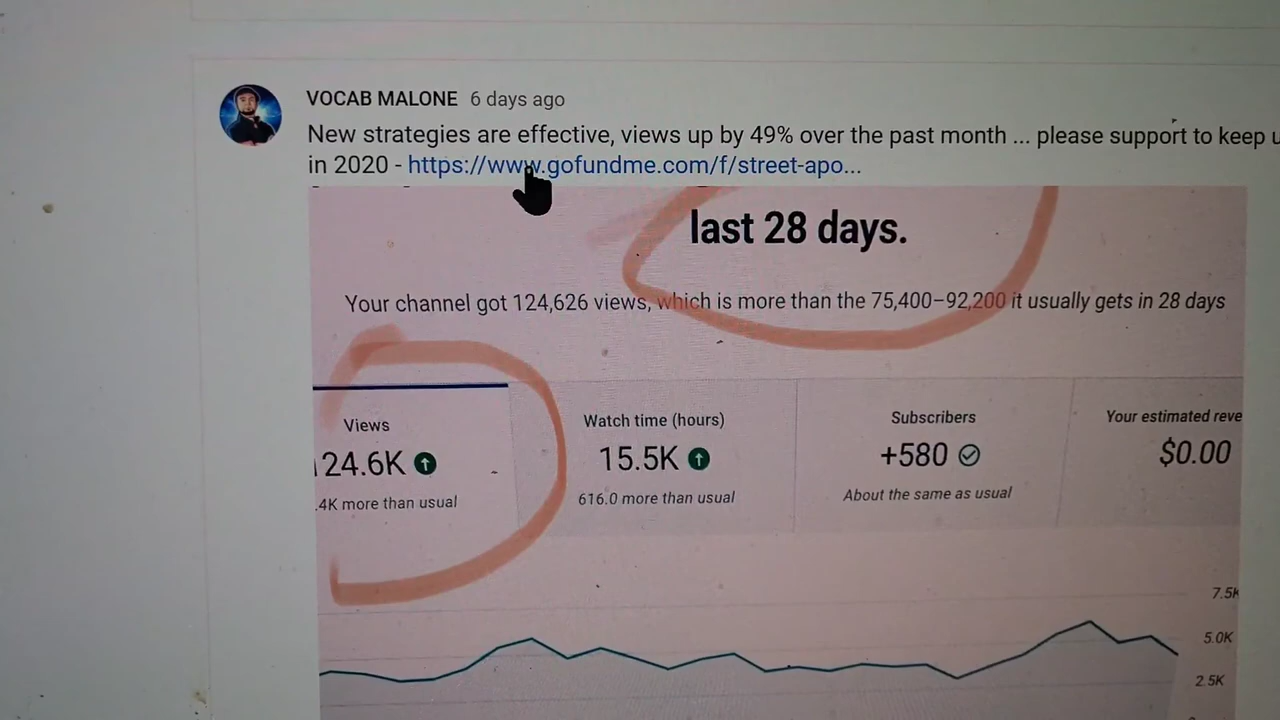 VOCAB MALONE 6 days ago
New strategies are effective, views up by 49% over the past month ... please support to keep
in 2020 - https://www.gofundme.com/f/street-apo...
last 28 days.
Your channel got 124,626 views, which is more than the 75,400–92,200 it usually gets in 28 days
Views
24.6K
.4K more than usual
Watch time (hours)
15.5K
616.0 more than usual
Subscribers
+580
About the same as usual
Your estimated reve
$0.00
7.5K
5.0K
2.5K